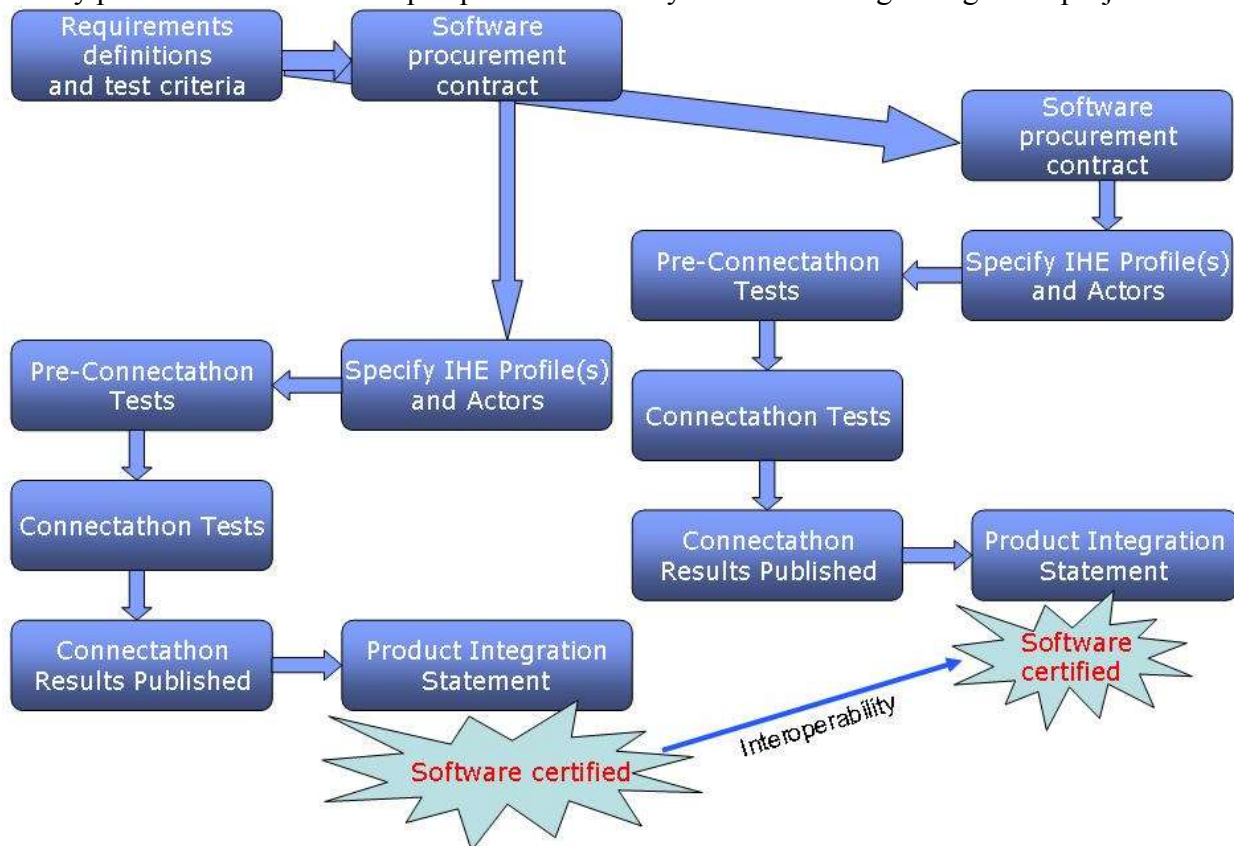 Requirements
definitions
and test criteria
Software
procurement
contract
Software
procurement
contract
Pre-Connectathon
Tests
Specify IHE Profile(s)
and Actors
Pre-Connectathon
Tests
Specify IHE Profile(s)
and Actors
Connectathon Tests
Connectathon Tests
Connectathon
Results Published
Product Integration
Statement
Connectathon
Results Published
Product Integration
Statement
Software
certified
Interoperability
Software certified